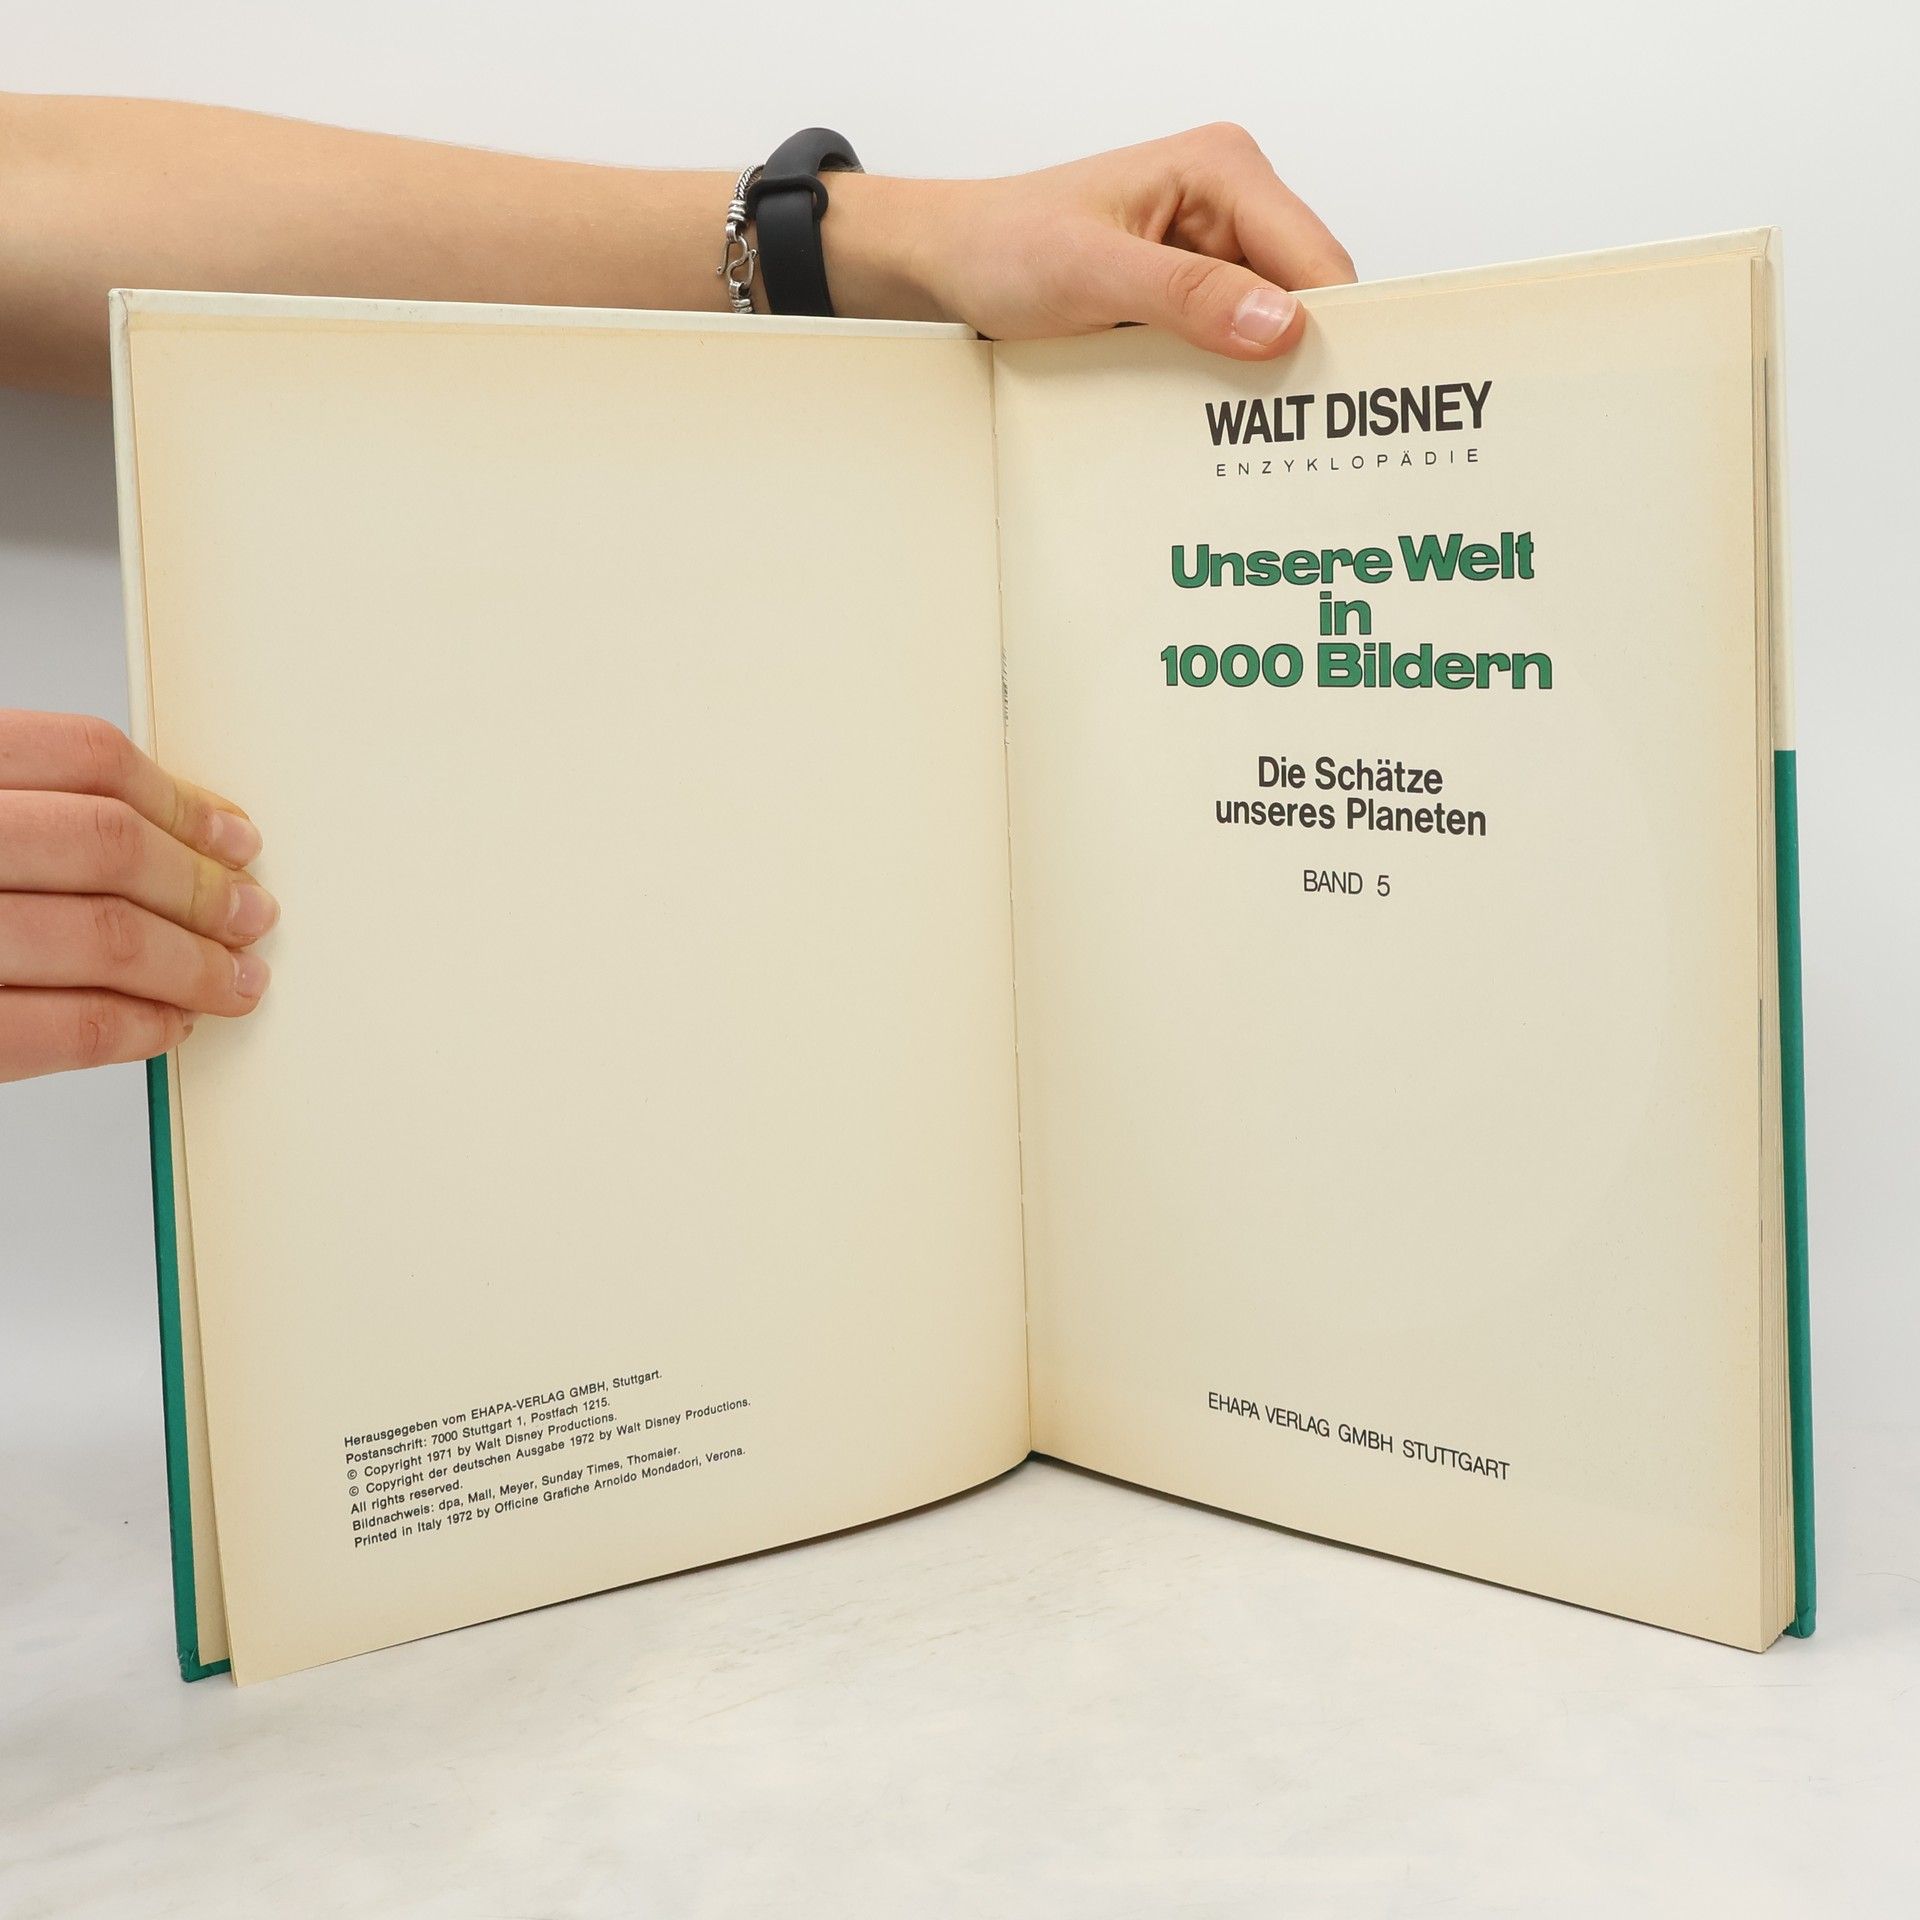 Herausgegeben vom EHAPA-VERLAG GMBH, Stuttgart.
Postanschrift: 7000 Stuttgart 1, Postfach 1215.
© Copyright 1971 by Walt Disney Productions.
© Copyright der deutschen Ausgabe 1972 by Walt Disney Productions.
All rights reserved.
Bildnachweis: dpa, Mall, Meyer, Sunday Times, Thomaier.
Printed in Italy 1972 by Officine Grafiche Arnoldo Mondadori, Verona.
WALT DISNEY
ENZYKLOPÄDIE
Unsere Welt
in
1000 Bildern
Die Schätze
unseres Planeten
BAND 5
EHAPA VERLAG GMBH STUTTGART